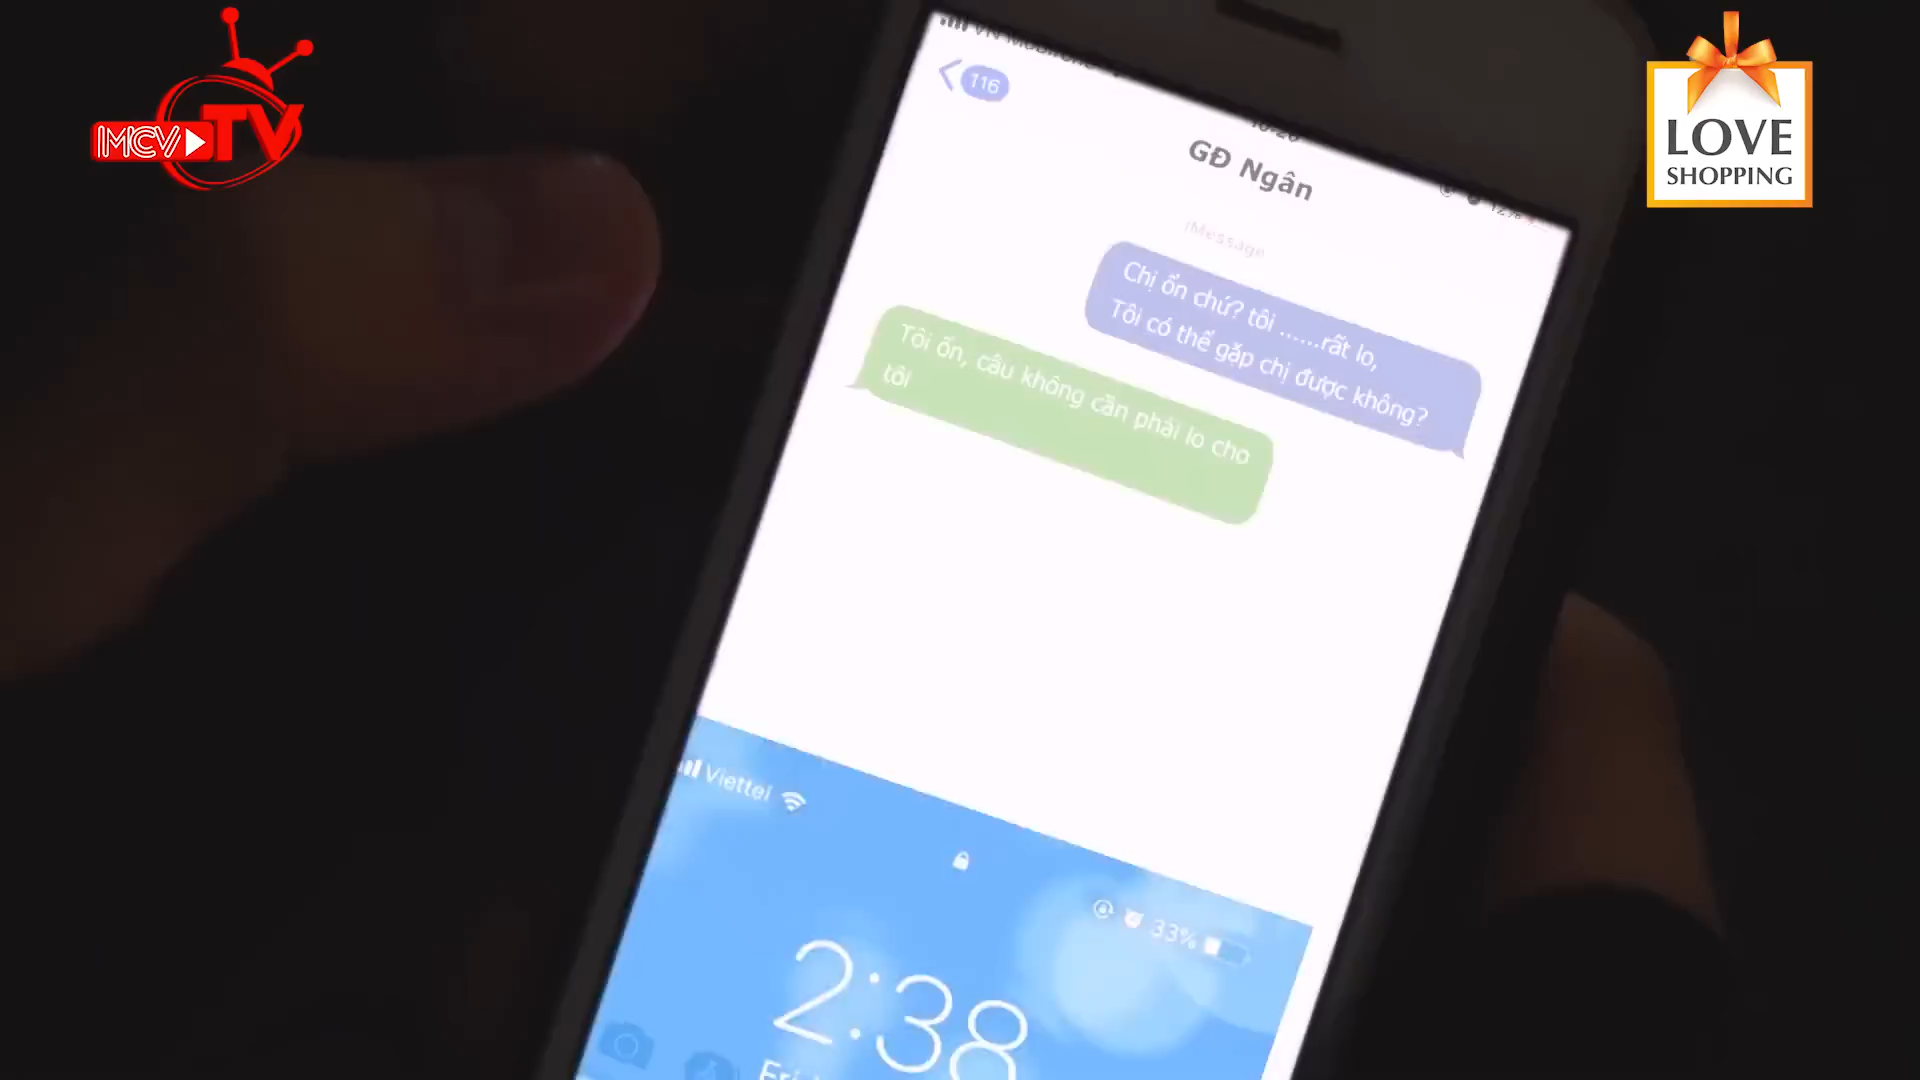 MCV TV
LOVE
SHOPPING
116
GĐ Ngân
iMessage
Chị ổn chứ? tôi ......rất lo,
Tôi có thể gặp chị được không?
Tôi ổn, cậu không cần phải lo cho
tôi
Viettel
33%
2:38